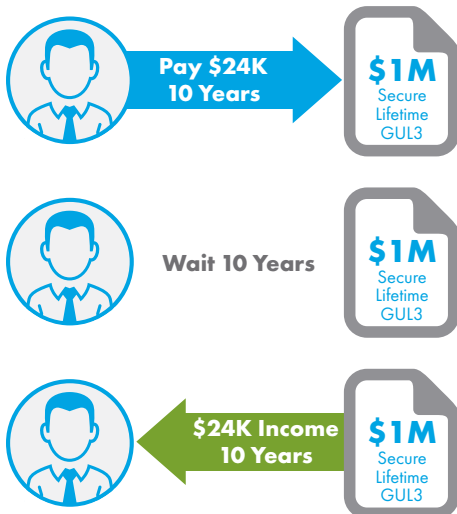 Pay $24K
10 Years
$1M
Secure
Lifetime
GUL3
Wait 10 Years
$1M
Secure
Lifetime
GUL3
$24K Income
10 Years
$1M
Secure
Lifetime
GUL3